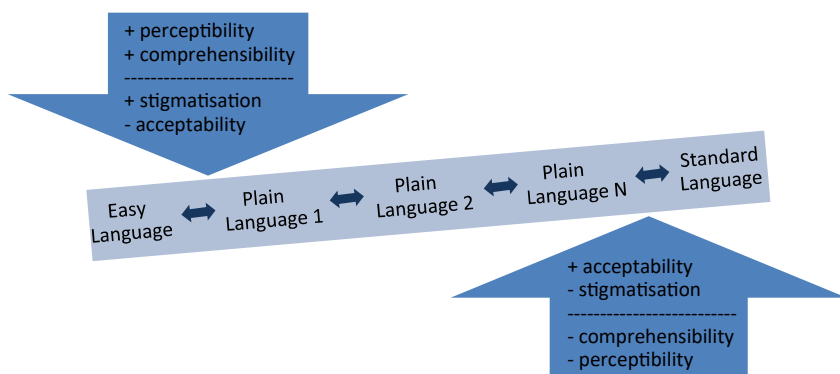 + perceptibility
+ comprehensibility
--------------------------
+ stigmatisation
- acceptability
Easy
Language
Plain
Language 1
Plain
Language 2
Plain
Language N
Standard
Language
+ acceptability
- stigmatisation
--------------------------
- comprehensibility
- perceptibility